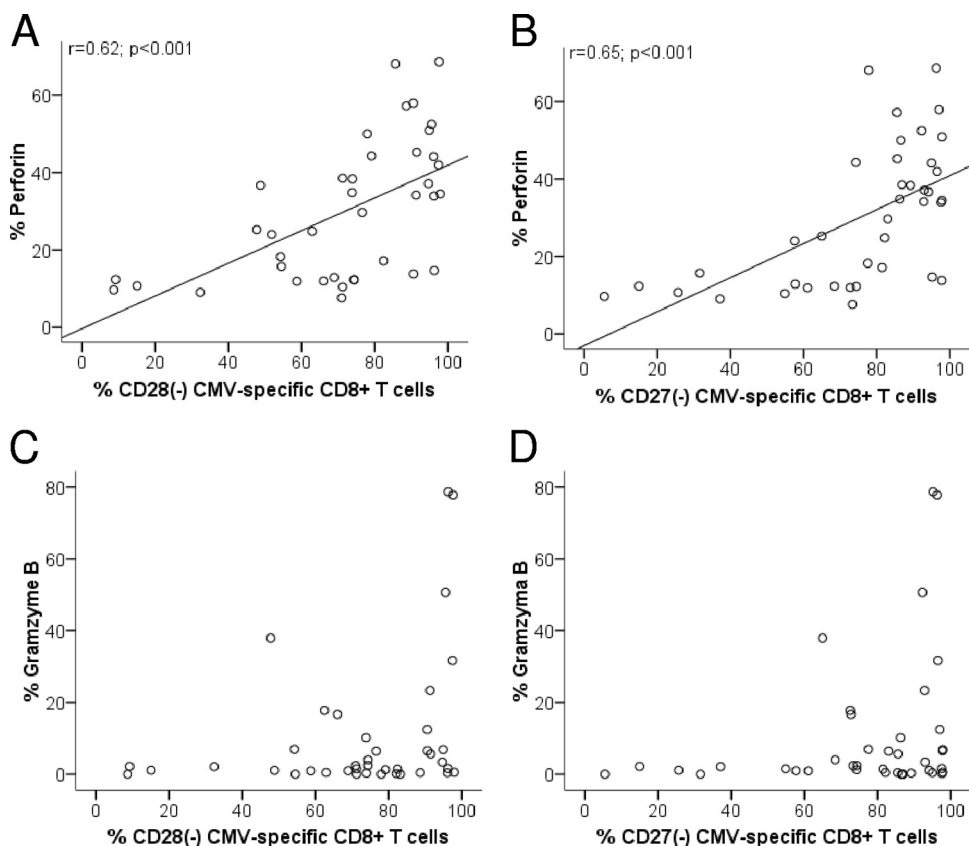 A
r=0.62; p<0.001
% Perforin
60
40
20
0
0 20 40 60 80 100
% CD28(-) CMV-specific CD8+ T cells
B
r=0.65; p<0.001
% Perforin
60
40
20
0
0 20 40 60 80 100
% CD27(-) CMV-specific CD8+ T cells
C
% Gramzyme B
80
60
40
20
0
0 20 40 60 80 100
% CD28(-) CMV-specific CD8+ T cells
D
% Gramzyma B
80
60
40
20
0
0 20 40 60 80 100
% CD27(-) CMV-specific CD8+ T cells